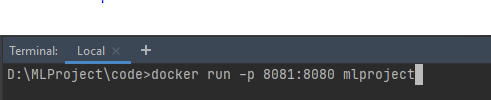 Terminal: Local × +
D:\MLProject\code>docker run -p 8081:8080 mlproject